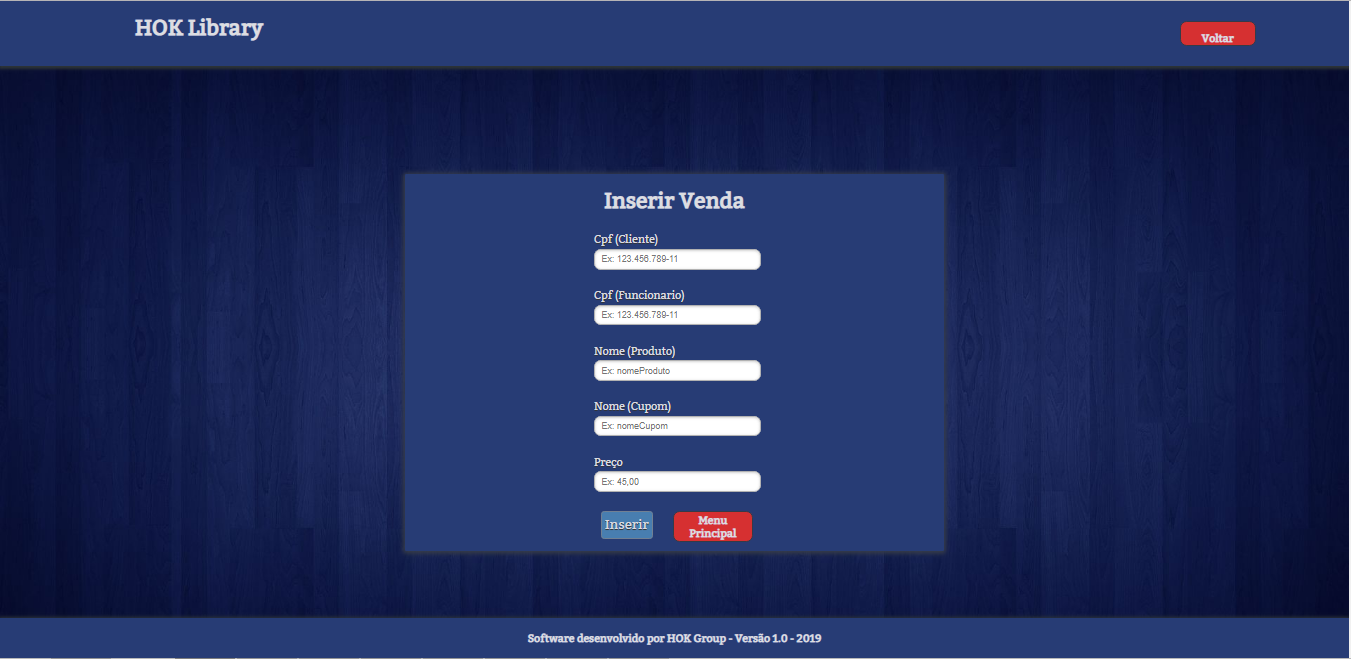 HOK Library
Voltar
Inserir Venda
Cpf (Cliente)
Ex: 123.456.789-11
Cpf (Funcionario)
Ex: 123.456.789-11
Nome (Produto)
Ex: nomeProduto
Nome (Cupom)
Ex: nomeCupom
Preço
Ex: 45,00
Inserir
Menu
Principal
Software desenvolvido por HOK Group - Versão 1.0 - 2019